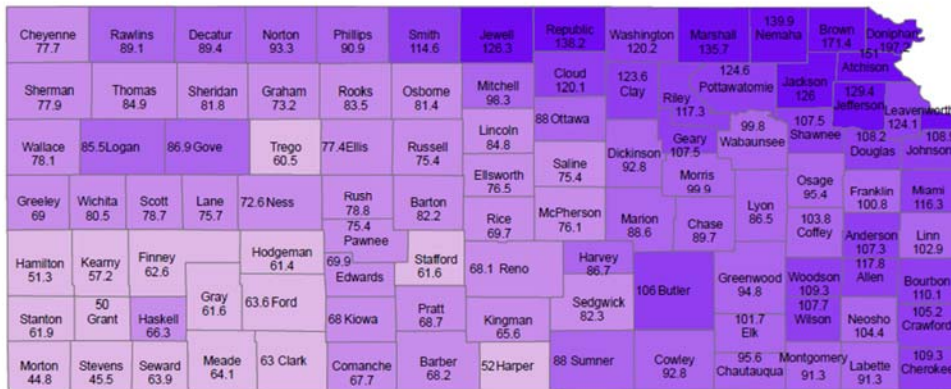 Cheyenne
77.7
Rawlins
89.1
Decatur
89.4
Norton
93.3
Phillips
90.9
Smith
114.6
Jewell
126.3
Republic
138.2
Washington
120.2
Marshall
135.7
139.9
Nemaha
Brown
171.4
Doniphan
197.2
151
Atchison
Sherman
77.9
Thomas
84.9
Sheridan
81.8
Graham
73.2
Rooks
83.5
Osborne
81.4
Mitchell
98.3
Cloud
120.1
123.6
Clay
Riley
117.3
124.6
Pottawatomie
Jackson
126
129.4
Jefferson
Leavenworth
124.1
Wallace
78.1
85.5 Logan
86.9 Gove
Trego
60.5
77.4 Ellis
Russell
75.4
Lincoln
84.8
88 Ottawa
Saline
75.4
Dickinson
92.8
Geary
107.5
99.8
Wabaunsee
107.5
Shawnee
108.2
Douglas
108.9
Johnson
Ellsworth
76.5
Morris
99.9
Osage
95.4
Franklin
100.8
Miami
116.3
Greeley
69
Wichita
80.5
Scott
78.7
Lane
75.7
72.6 Ness
Rush
78.8
Barton
82.2
Rice
69.7
McPherson
76.1
Marion
88.6
Chase
89.7
Lyon
86.5
103.8
Coffey
Anderson
107.3
Linn
102.9
75.4
Pawnee
Hamilton
51.3
Kearny
57.2
Finney
62.6
Hodgeman
61.4
69.9
Edwards
Stafford
61.6
68.1 Reno
Harvey
86.7
106 Butler
Greenwood
94.8
Woodson
109.3
117.8
Allen
Bourbon
110.1
Stanton
61.9
50
Grant
Haskell
66.3
Gray
61.6
63.6 Ford
68 Kiowa
Pratt
68.7
Kingman
65.6
Sedgwick
82.3
101.7
Elk
107.7
Wilson
Neosho
104.4
105.2
Crawford
Morton
44.8
Stevens
45.5
Seward
63.9
Meade
64.1
63 Clark
Comanche
67.7
Barber
68.2
52 Harper
88 Sumner
Cowley
92.8
95.6
Chautauqua
Montgomery
91.3
Labette
91.3
109.3
Cherokee